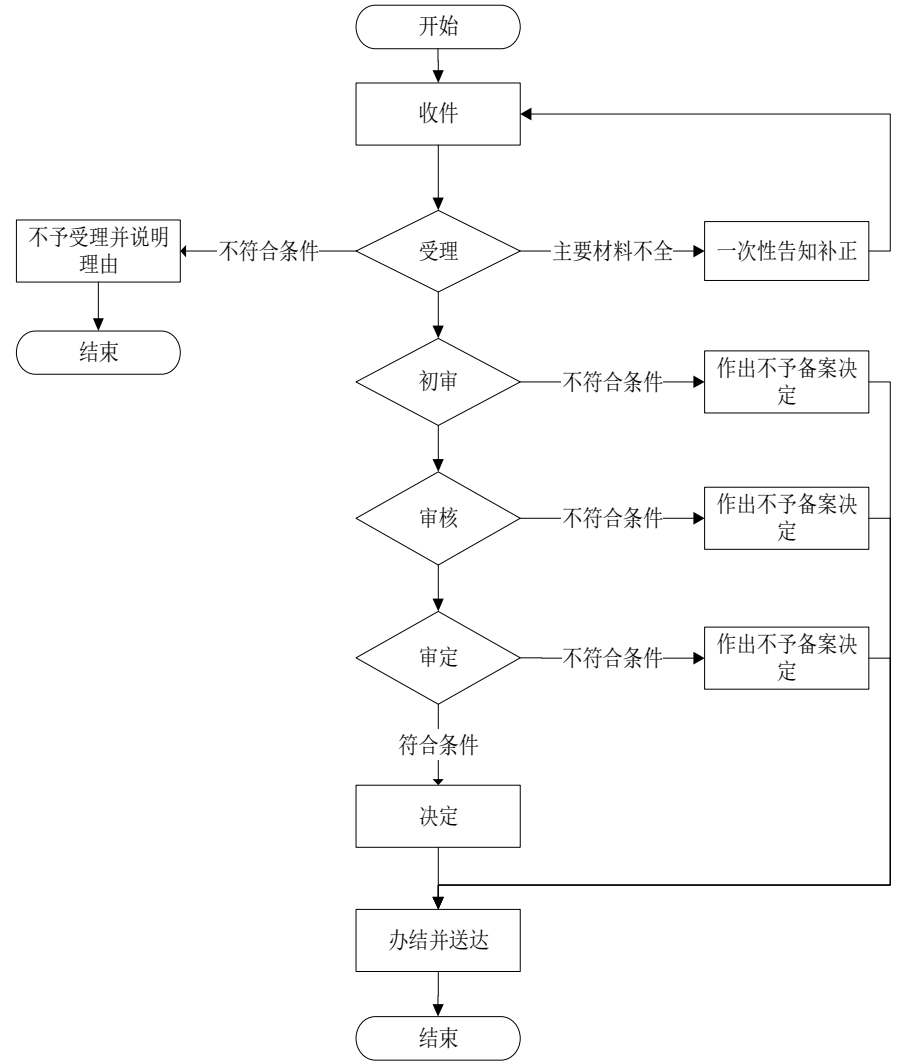 开始
收件
不予受理并说明
理由
不符合条件
受理
主要材料不全
一次性告知补正
结束
初审
不符合条件
作出不予备案决
定
审核
不符合条件
作出不予备案决
定
审定
不符合条件
作出不予备案决
定
符合条件
决定
办结并送达
结束